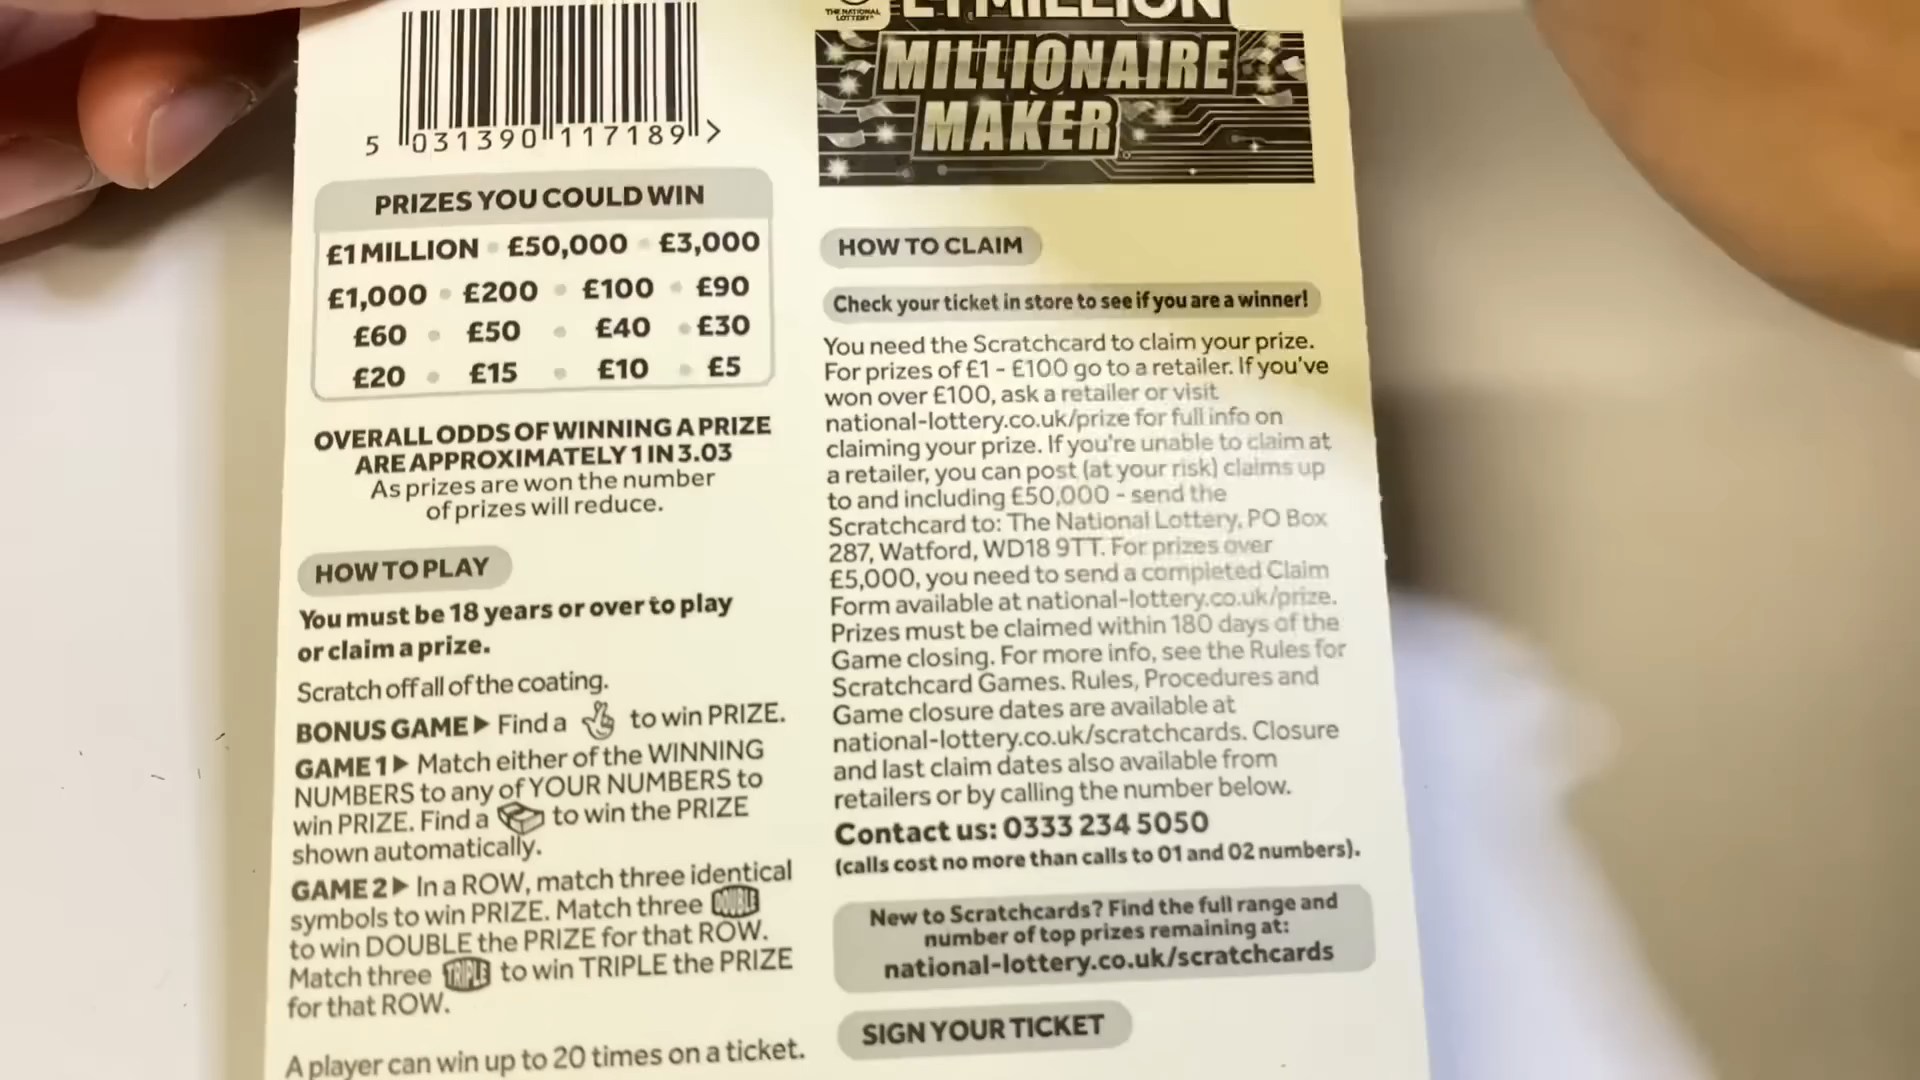 5 031390 117189 >
PRIZES YOU COULD WIN
£1 MILLION • £50,000 • £3,000
£1,000 • £200 • £100 • £90
£60 • £50 • £40 • £30
£20 • £15 • £10 • £5
OVERALL ODDS OF WINNING A PRIZE
ARE APPROXIMATELY 1 IN 3.03
As prizes are won the number
of prizes will reduce.
HOW TO PLAY
You must be 18 years or over to play
or claim a prize.
Scratch off all of the coating.
BONUS GAME ▶ Find a to win PRIZE.
GAME 1 ▶ Match either of the WINNING
NUMBERS to any of YOUR NUMBERS to
win PRIZE. Find a to win the PRIZE
shown automatically.
GAME 2 ▶ In a ROW, match three identical
symbols to win PRIZE. Match three DOUBLE
to win DOUBLE the PRIZE for that ROW.
Match three TRIPLE to win TRIPLE the PRIZE
for that ROW.
A player can win up to 20 times on a ticket.
THE NATIONAL
LOTTERY®
£1 MILLION
MILLIONAIRE
MAKER
HOW TO CLAIM
Check your ticket in store to see if you are a winner!
You need the Scratchcard to claim your prize.
For prizes of £1 - £100 go to a retailer. If you've
won over £100, ask a retailer or visit
national-lottery.co.uk/prize for full info on
claiming your prize. If you're unable to claim at
a retailer, you can post (at your risk) claims up
to and including £50,000 - send the
Scratchcard to: The National Lottery, PO Box
287, Watford, WD18 9TT. For prizes over
£5,000, you need to send a completed Claim
Form available at national-lottery.co.uk/prize.
Prizes must be claimed within 180 days of the
Game closing. For more info, see the Rules for
Scratchcard Games. Rules, Procedures and
Game closure dates are available at
national-lottery.co.uk/scratchcards. Closure
and last claim dates also available from
retailers or by calling the number below.
Contact us: 0333 234 5050
(calls cost no more than calls to 01 and 02 numbers).
New to Scratchcards? Find the full range and
number of top prizes remaining at:
national-lottery.co.uk/scratchcards
SIGN YOUR TICKET